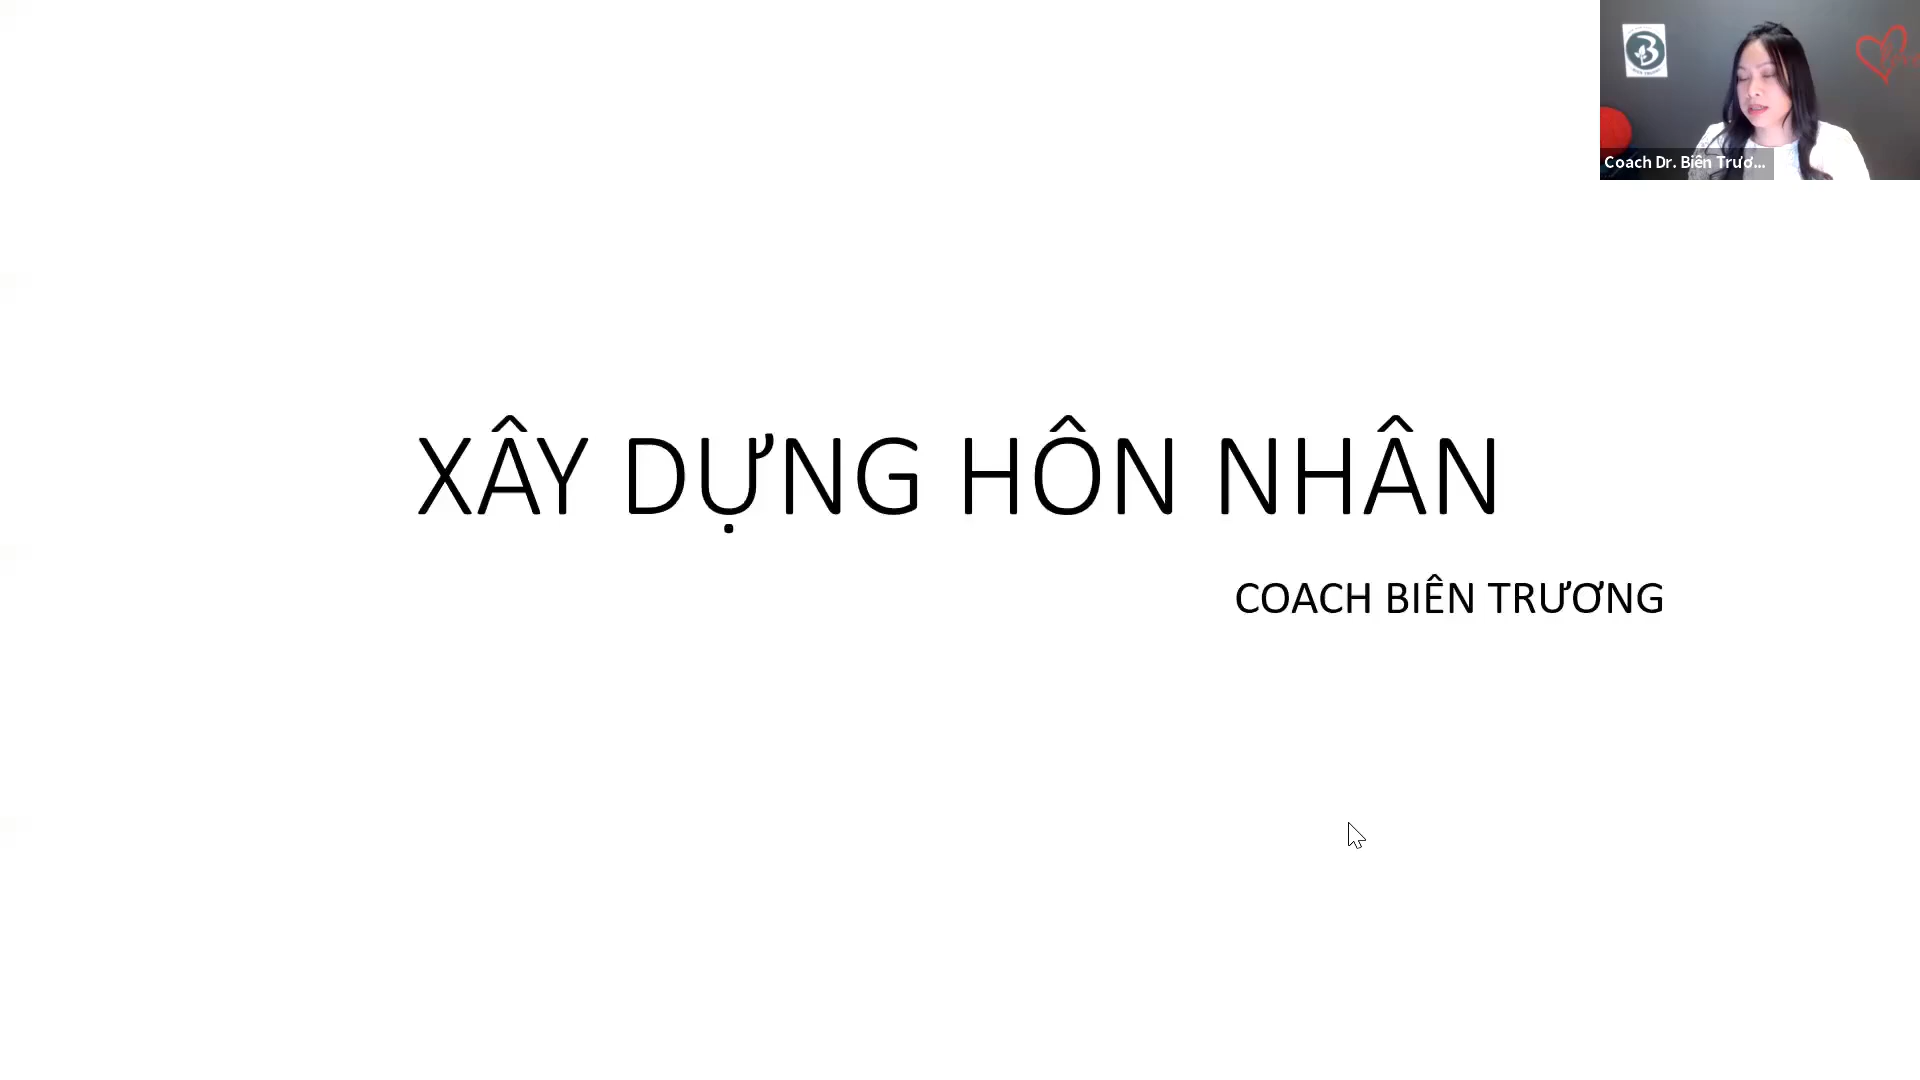 Coach Dr. Biên Trươ...
XÂY DỰNG HÔN NHÂN
COACH BIÊN TRƯƠNG